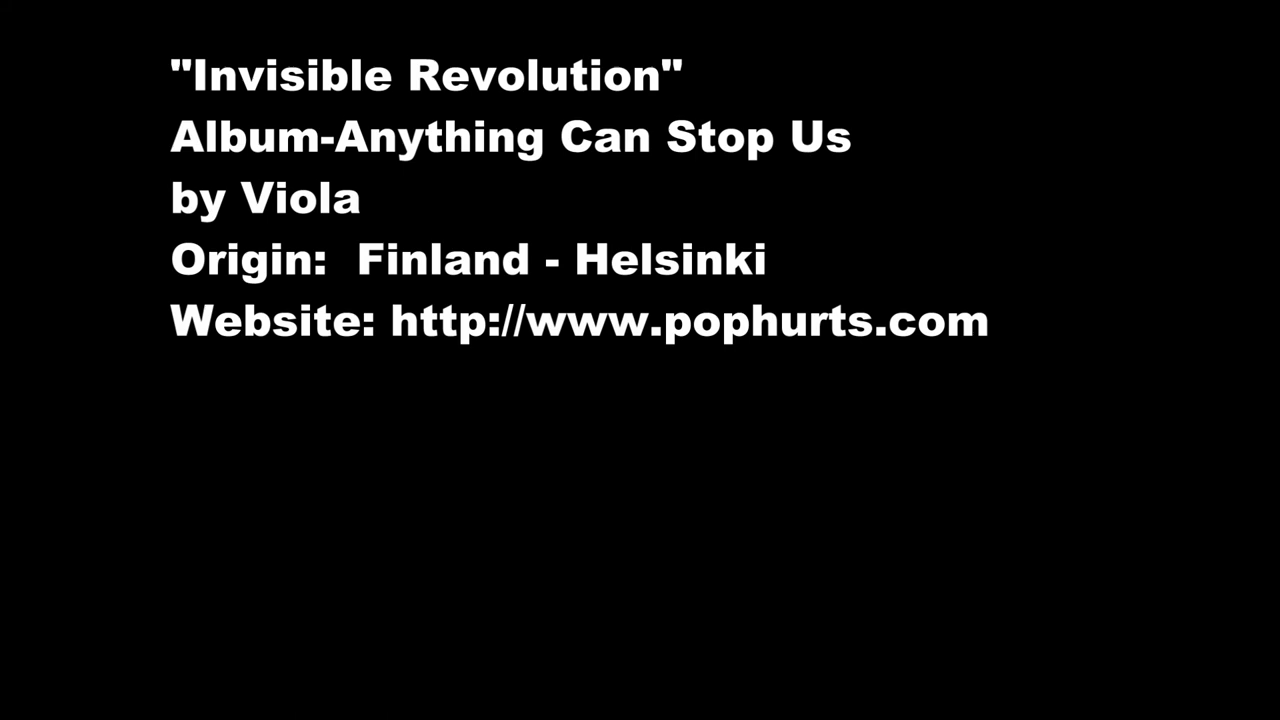 "Invisible Revolution"
Album-Anything Can Stop Us
by Viola
Origin:  Finland - Helsinki
Website: http://www.pophurts.com